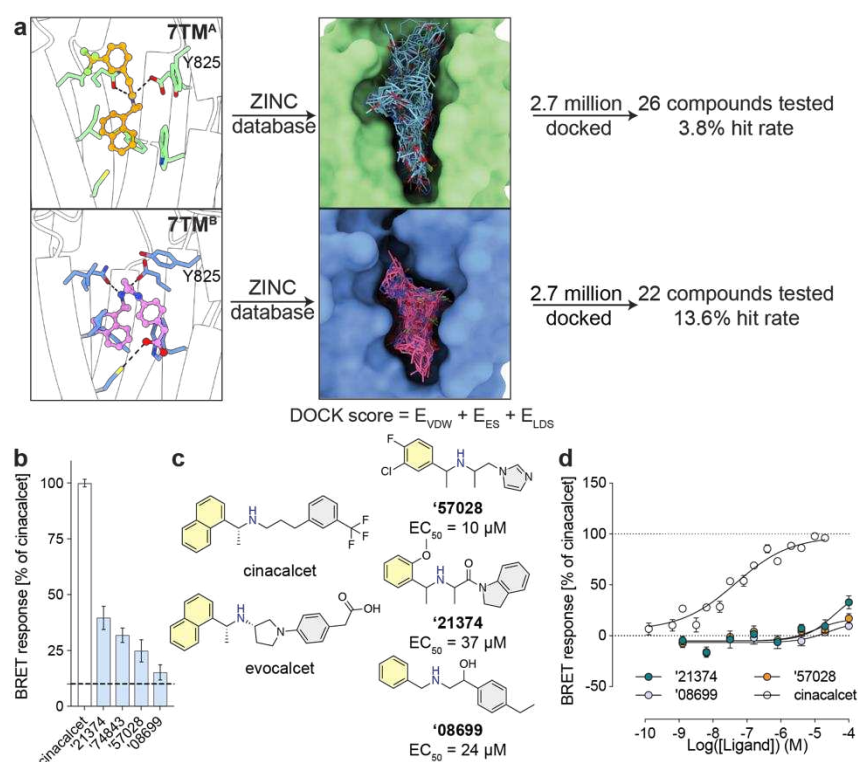 a
7TMᴬ
Y825
ZINC
database
2.7 million
docked
26 compounds tested
3.8% hit rate
7TMᴮ
Y825
ZINC
database
2.7 million
docked
22 compounds tested
13.6% hit rate
DOCK score = E_VDW + E_ES + E_LDS
b
BRET response [% of cinacalcet]
100
75
50
25
0
cinacalcet
'21374
'74843
'57028
'08699
c
H
N
F
F
F
cinacalcet
H
N
N
OH
O
evocalcet
F
Cl
H
N
N
N
'57028
EC₅₀ = 10 µM
O
H
N
O
N
'21374
EC₅₀ = 37 µM
H
N
OH
'08699
EC₅₀ = 24 µM
d
BRET response [% of cinacalcet]
150
100
50
0
-50
'21374
'57028
'08699
cinacalcet
-10 -9 -8 -7 -6 -5 -4
Log([Ligand]) (M)